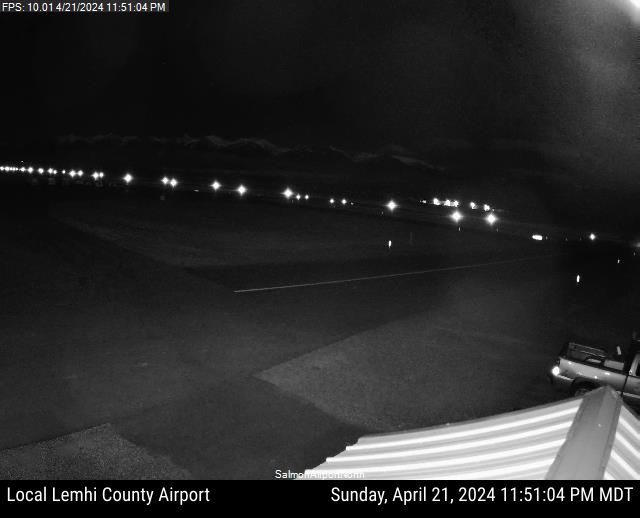 FPS: 10.01 4/21/2024 11:51:04 PM
SalmonAirport.com
Local Lemhi County Airport
Sunday, April 21, 2024 11:51:04 PM MDT